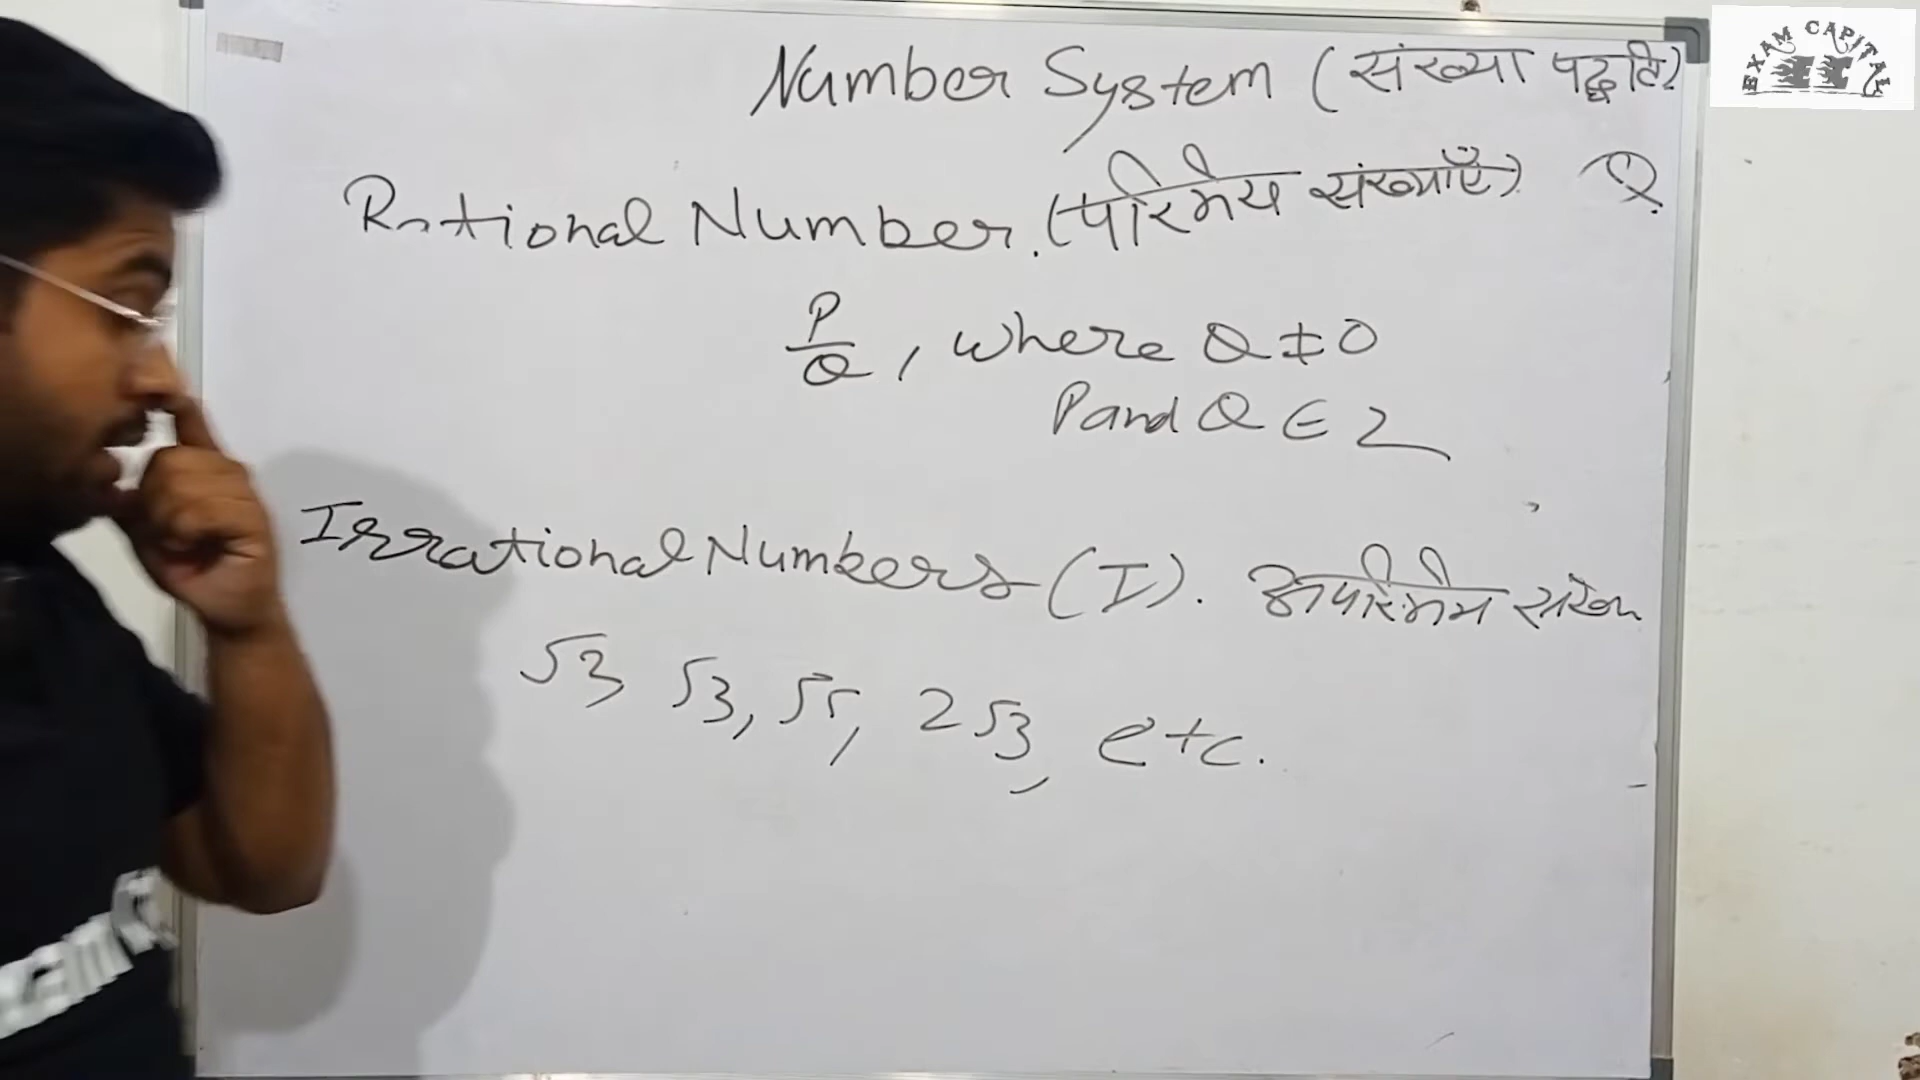 Number System (संख्या पद्धति)
Rational Number. (परिमेय संख्याएँ) Q
P/Q, where Q ≠ 0
P and Q ∈ Z
Irrational Numbers (I). अपरिमेय
√3 √3, √5, 2√3, etc.
EXAM CAPITAL